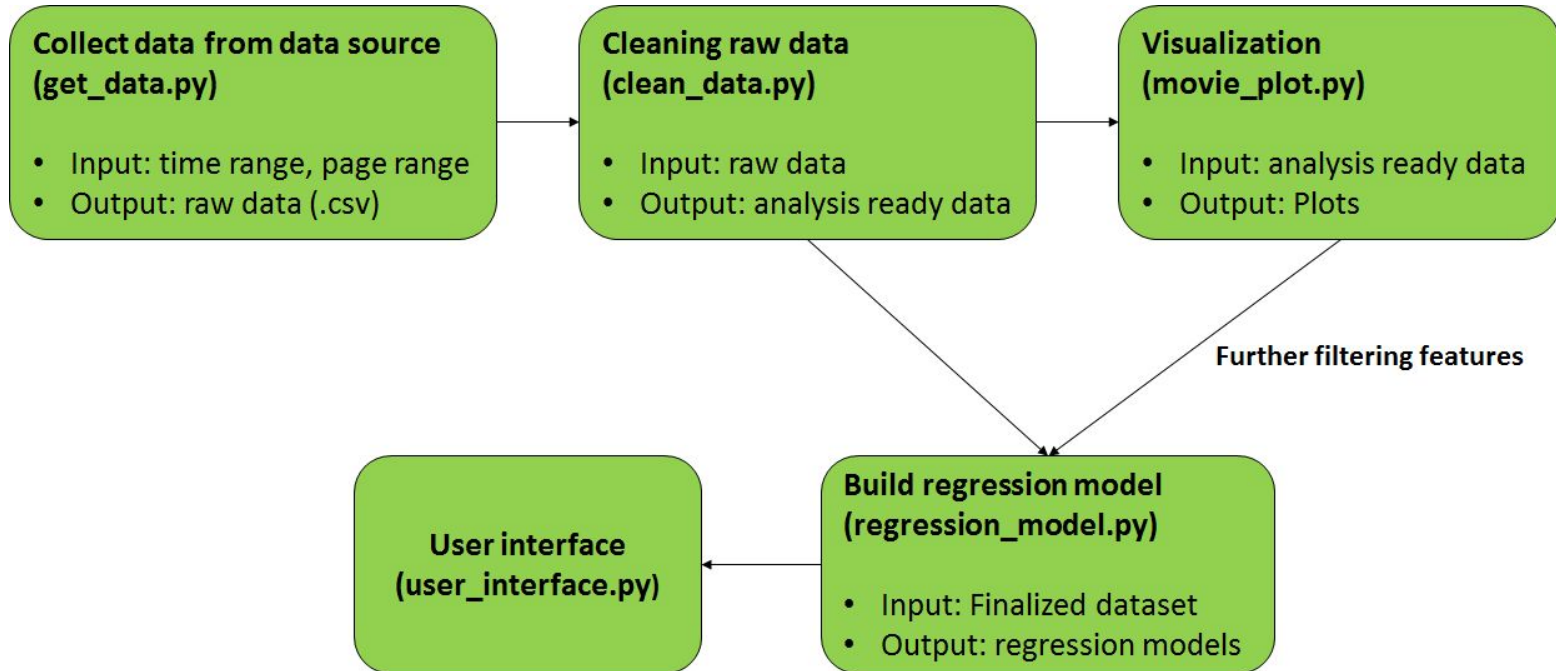 Collect data from data source
(get_data.py)
• Input: time range, page range
• Output: raw data (.csv)
Cleaning raw data
(clean_data.py)
• Input: raw data
• Output: analysis ready data
Visualization
(movie_plot.py)
• Input: analysis ready data
• Output: Plots
Further filtering features
User interface
(user_interface.py)
Build regression model
(regression_model.py)
• Input: Finalized dataset
• Output: regression models